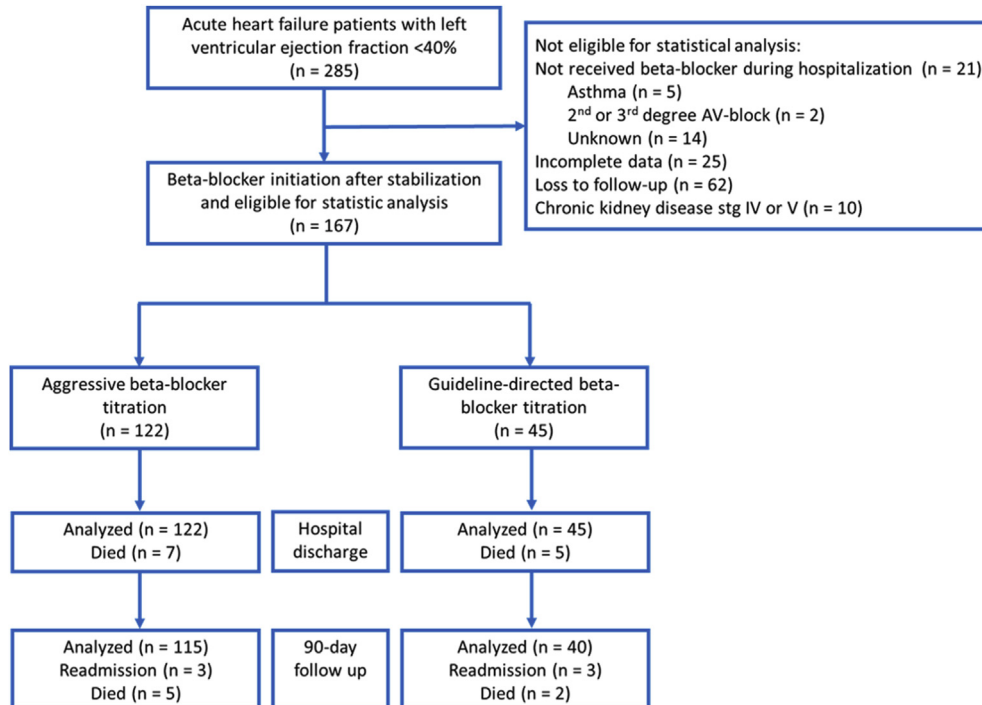 Acute heart failure patients with left
ventricular ejection fraction <40%
(n = 285)
Not eligible for statistical analysis:
Not received beta-blocker during hospitalization (n = 21)
Asthma (n = 5)
2nd or 3rd degree AV-block (n = 2)
Unknown (n = 14)
Incomplete data (n = 25)
Loss to follow-up (n = 62)
Chronic kidney disease stg IV or V (n = 10)
Beta-blocker initiation after stabilization
and eligible for statistic analysis
(n = 167)
Aggressive beta-blocker
titration
(n = 122)
Guideline-directed beta-
blocker titration
(n = 45)
Analyzed (n = 122)
Died (n = 7)
Hospital
discharge
Analyzed (n = 45)
Died (n = 5)
Analyzed (n = 115)
Readmission (n = 3)
Died (n = 5)
90-day
follow up
Analyzed (n = 40)
Readmission (n = 3)
Died (n = 2)